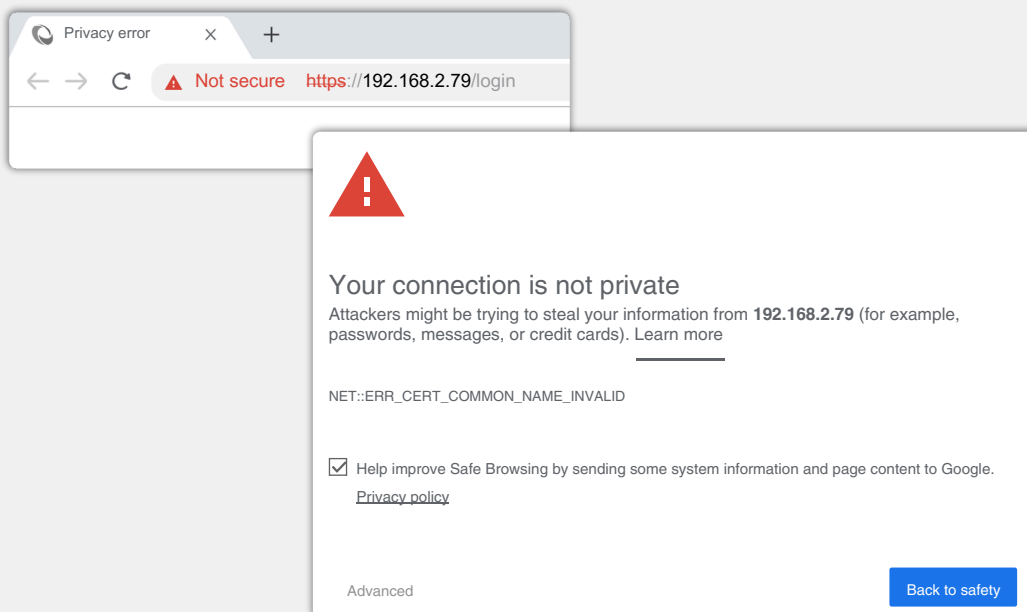 Privacy error
Not secure https://192.168.2.79/login
Your connection is not private
Attackers might be trying to steal your information from 192.168.2.79 (for example,
passwords, messages, or credit cards). Learn more
NET::ERR_CERT_COMMON_NAME_INVALID
Help improve Safe Browsing by sending some system information and page content to Google.
Privacy policy
Advanced
Back to safety